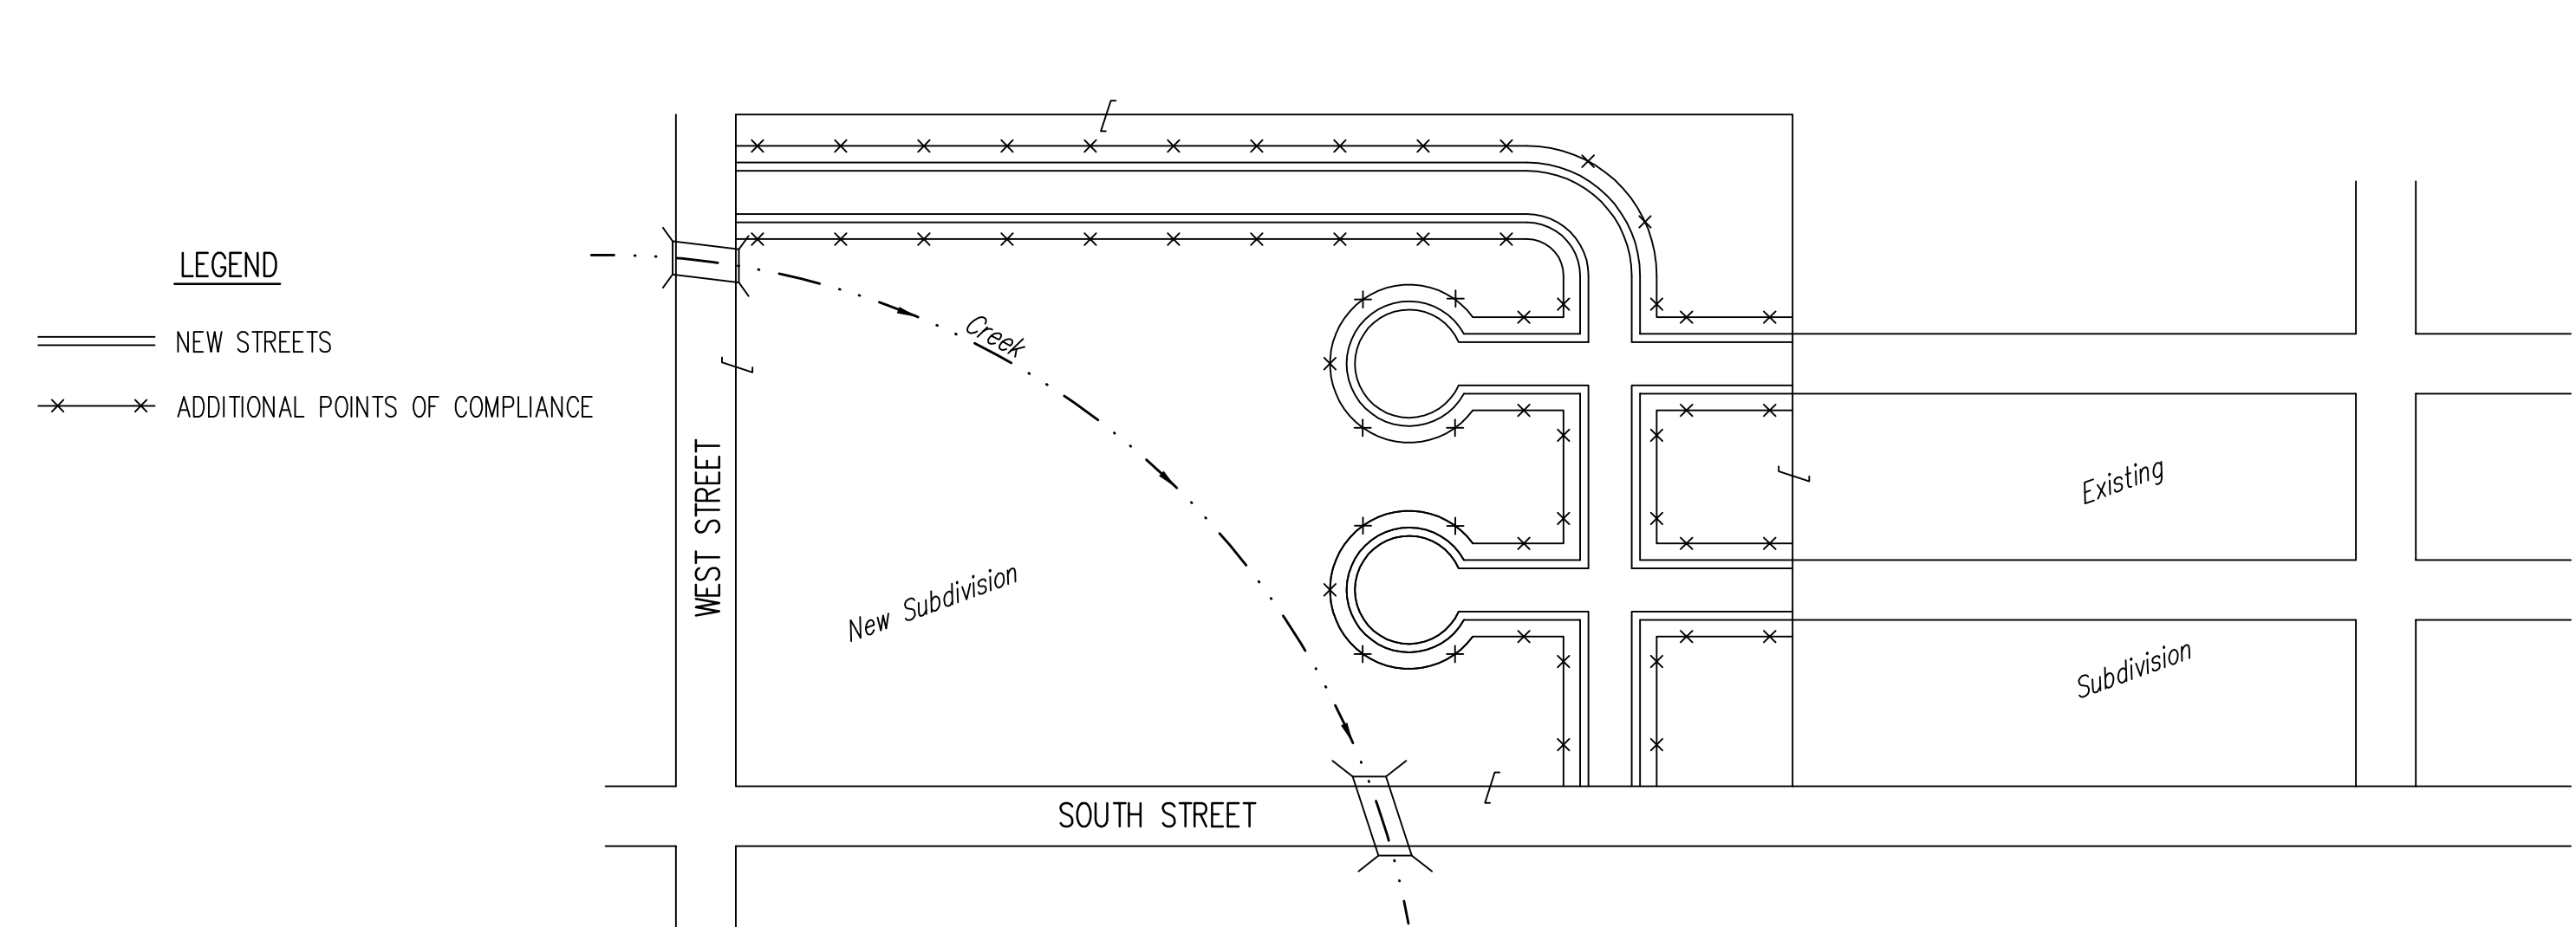 LEGEND
NEW STREETS
ADDITIONAL POINTS OF COMPLIANCE
WEST STREET
Creek
New Subdivision
SOUTH STREET
Existing
Subdivision